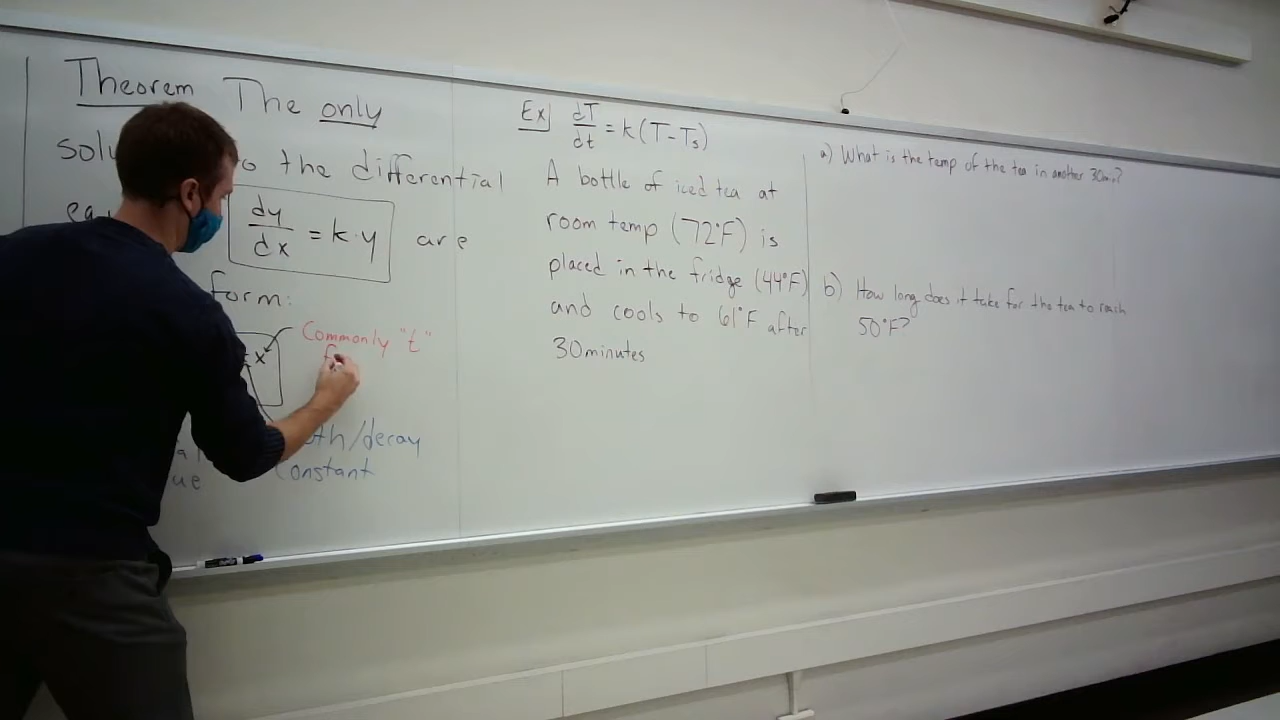 Theorem The only
solu o the differential
eq dy/dx = k·y are
form:
x
Commonly "t"
f
th/decay
Constant
ue
Ex dT/dt = k(T-Ts)
A bottle of iced tea at
room temp (72°F) is
placed in the fridge (44°F)
and cools to 61°F after
30 minutes
a) What is the temp of the tea in another 30min?
b) How long does it take for the tea to reach
50°F?